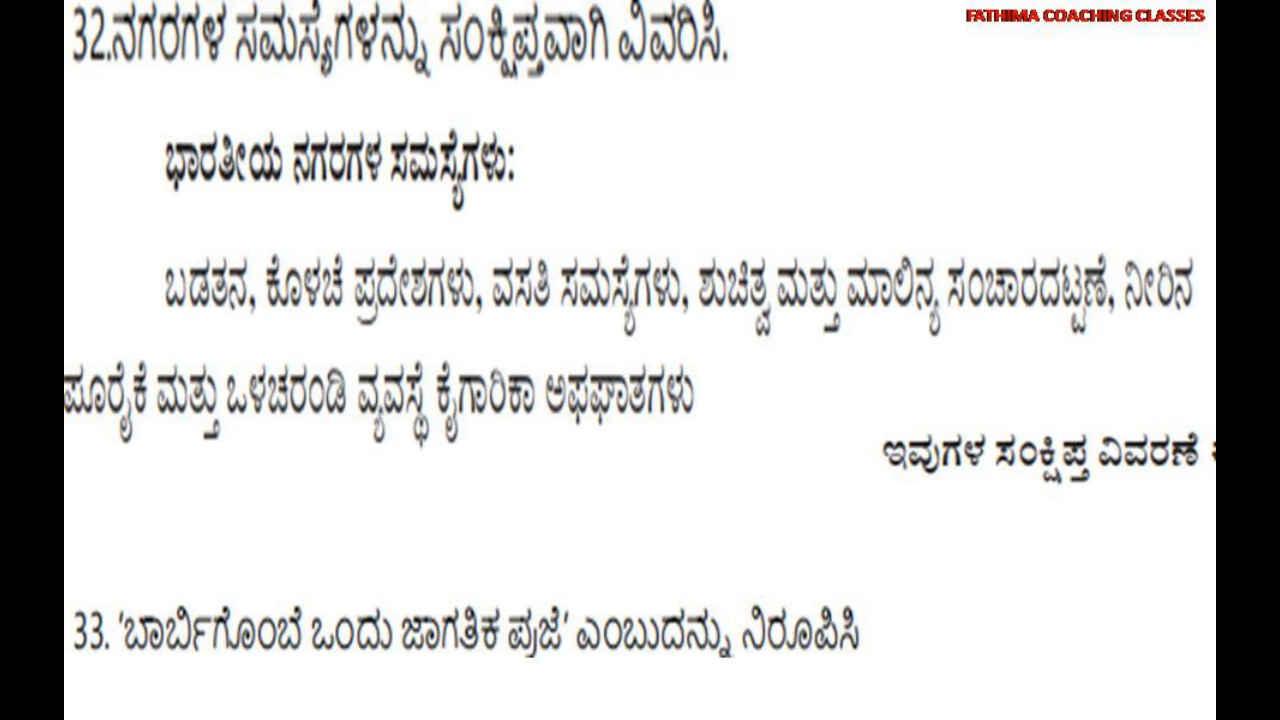 FATHIMA COACHING CLASSES
32.ನಗರಗಳ ಸಮಸ್ಯೆಗಳನ್ನು ಸಂಕ್ಷಿಪ್ತವಾಗಿ ವಿವರಿಸಿ.
ಭಾರತೀಯ ನಗರಗಳ ಸಮಸ್ಯೆಗಳು:
ಬಡತನ, ಕೊಳಚೆ ಪ್ರದೇಶಗಳು, ವಸತಿ ಸಮಸ್ಯೆಗಳು, ಶುಚಿತ್ವ ಮತ್ತು ಮಾಲಿನ್ಯ ಸಂಚಾರದಟ್ಟಣೆ, ನೀರಿನ
ಪೂರೈಕೆ ಮತ್ತು ಒಳಚರಂಡಿ ವ್ಯವಸ್ಥೆ ಕೈಗಾರಿಕಾ ಅಫಘಾತಗಳು
ಇವುಗಳ ಸಂಕ್ಷಿಪ್ತ ವಿವರಣೆ
33. 'ಬಾರ್ಬಿಗೊಂಬೆ ಒಂದು ಜಾಗತಿಕ ಪ್ರಜೆ' ಎಂಬುದನ್ನು ನಿರೂಪಿಸಿ